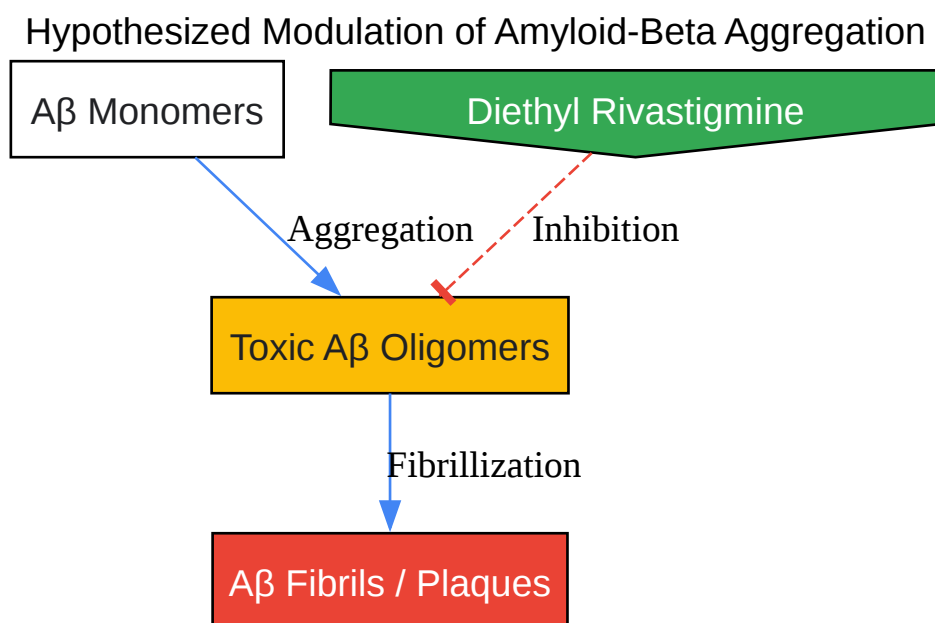 Hypothesized Modulation of Amyloid-Beta Aggregation
Aβ Monomers
Diethyl Rivastigmine
Aggregation
Inhibition
Toxic Aβ Oligomers
Fibrillization
Aβ Fibrils / Plaques